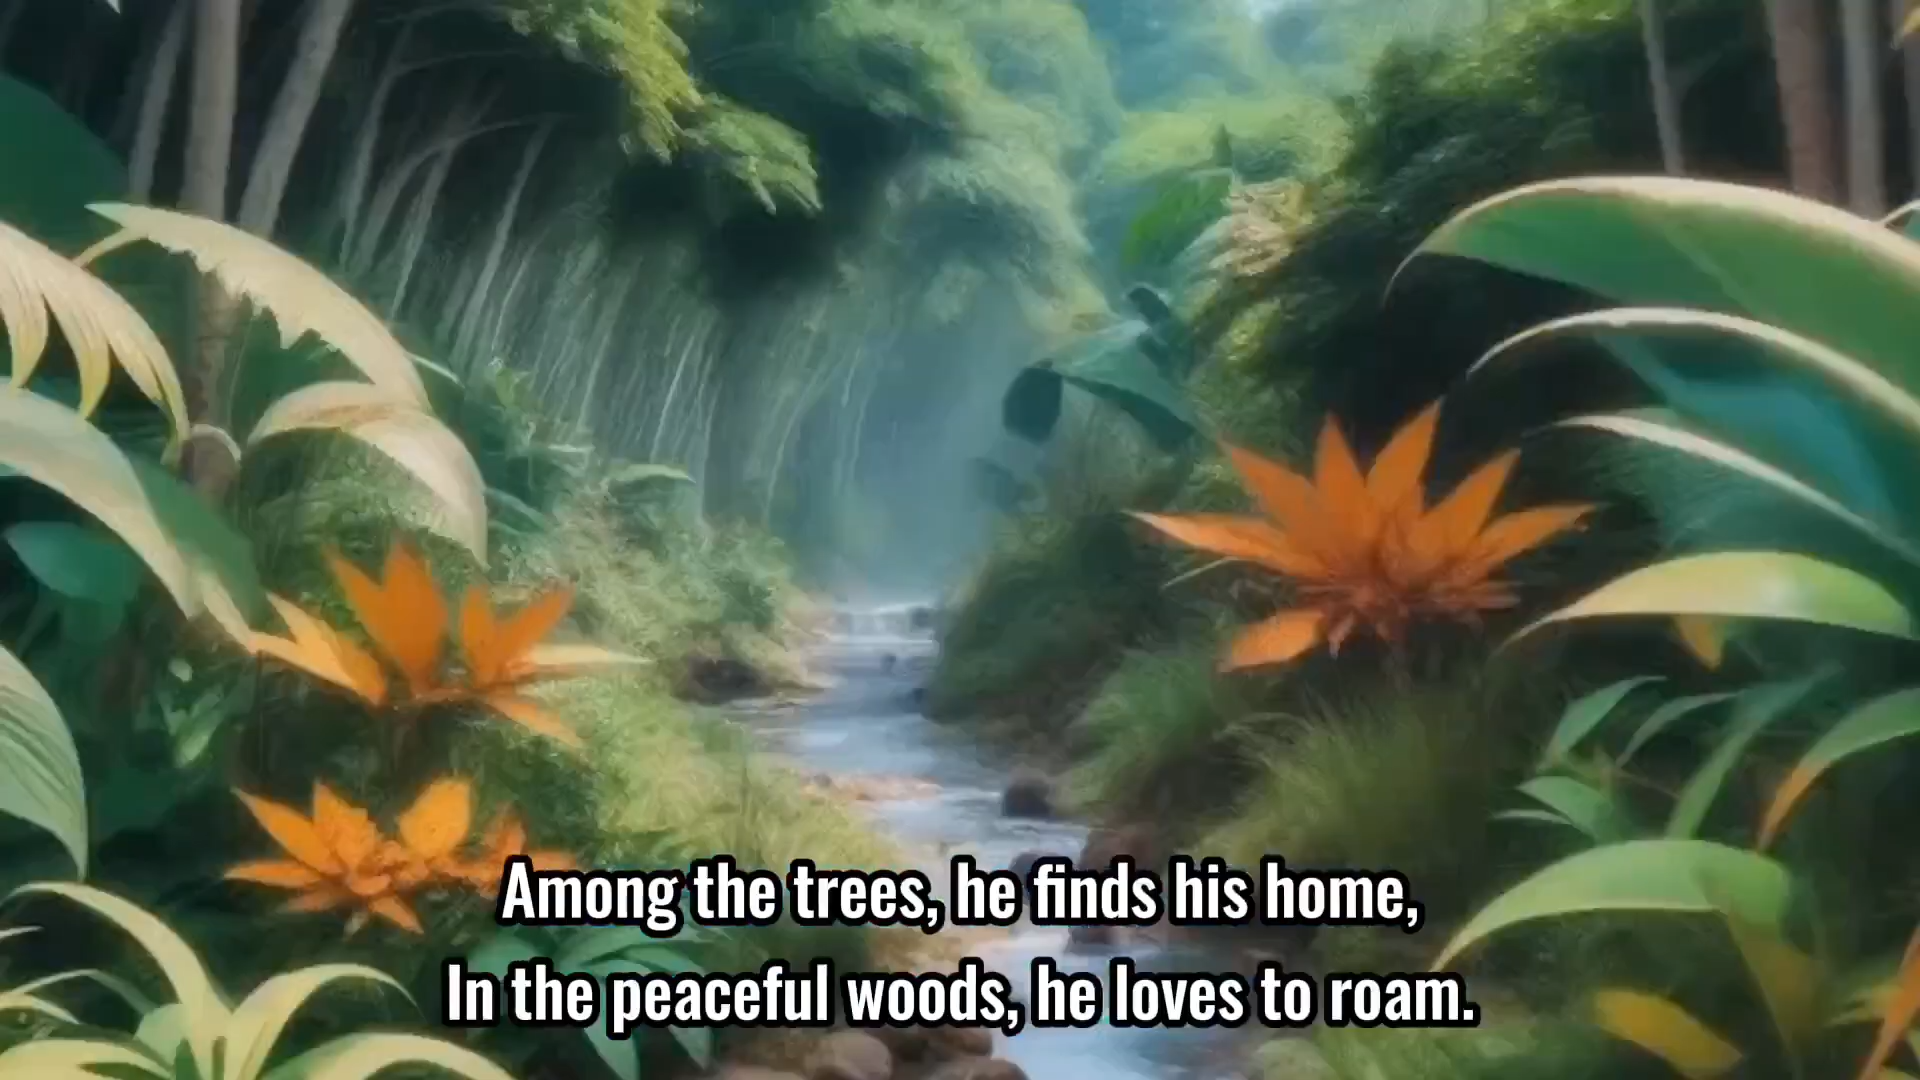 Among the trees, he finds his home,
In the peaceful woods, he loves to roam.